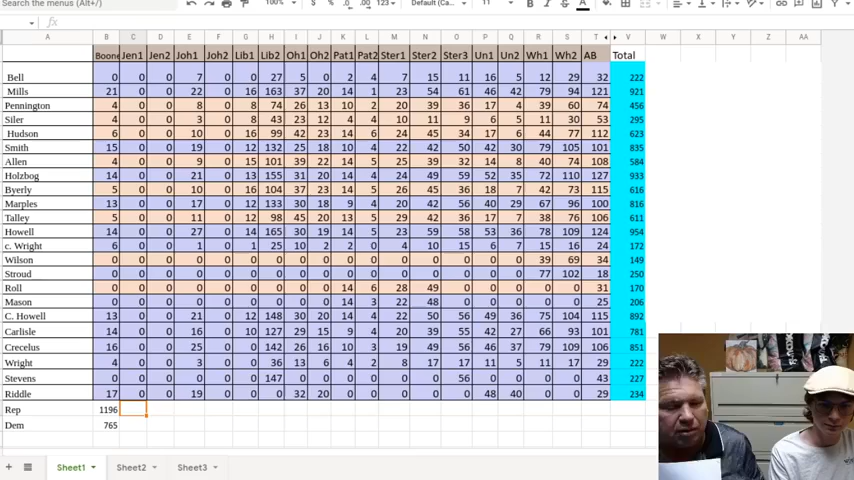 Search the menus (Alt+/)
100% $ % .0 .00 123 Default (Ca... 11 B I S A
fx
A B C D E F G H I J K L M N O P Q R S T V W X Y Z AA
Boone Jen1 Jen2 Joh1 Joh2 Lib1 Lib2 Oh1 Oh2 Pat1 Pat2 Ster1 Ster2 Ster3 Un1 Un2 Wh1 Wh2 AB Total
Bell 0 0 0 7 0 0 27 5 0 2 4 7 15 11 16 5 12 29 32 222
Mills 21 0 0 22 0 16 163 37 20 14 1 23 54 61 46 42 79 94 121 921
Pennington 4 0 0 8 0 8 74 26 13 10 2 20 39 36 17 4 39 60 74 456
Siler 4 0 0 3 0 8 43 23 12 4 4 10 11 9 6 5 11 30 53 295
Hudson 6 0 0 10 0 16 99 42 23 14 6 24 45 34 17 6 44 77 112 623
Smith 15 0 0 19 0 12 132 25 18 10 4 22 42 50 42 30 79 105 101 835
Allen 4 0 0 9 0 15 101 39 22 14 5 25 39 32 14 8 40 74 108 584
Holzbog 14 0 0 21 0 13 155 31 20 14 4 24 49 59 52 35 72 110 127 933
Byerly 5 0 0 10 0 16 104 37 23 14 5 26 45 36 18 7 42 73 115 616
Marples 13 0 0 17 0 12 133 30 18 9 4 20 42 56 40 29 67 96 100 816
Talley 5 0 0 11 0 12 98 45 20 13 5 29 42 36 17 7 38 76 106 611
Howell 14 0 0 27 0 14 165 30 19 14 4 23 59 58 53 36 78 109 124 954
c. Wright 6 0 0 1 0 1 25 10 2 2 0 4 10 15 6 7 15 16 24 172
Wilson 0 0 0 0 0 0 0 0 0 0 0 0 0 0 0 0 39 69 34 149
Stroud 0 0 0 0 0 0 0 0 0 0 0 0 0 0 0 0 77 102 18 250
Roll 0 0 0 0 0 0 0 0 0 14 6 28 49 0 0 0 0 0 31 170
Mason 0 0 0 0 0 0 0 0 0 14 3 22 48 0 0 0 0 0 25 206
C. Howell 13 0 0 21 0 12 148 30 20 14 4 22 50 56 49 36 75 104 115 892
Carlisle 14 0 0 16 0 10 127 29 15 9 4 20 39 55 42 27 66 93 101 781
Crecelus 16 0 0 25 0 0 142 26 16 10 3 19 49 56 47 36 79 109 106 851
Wright 4 0 0 3 0 0 36 13 6 4 2 8 17 17 11 5 11 17 29 222
Stevens 0 0 0 0 0 0 147 0 0 0 0 0 0 56 0 0 0 0 43 227
Riddle 17 0 0 19 0 0 0 32 20 0 0 0 0 0 48 40 0 0 29 234
Rep 1196
Dem 765
+ Sheet1 Sheet2 Sheet3